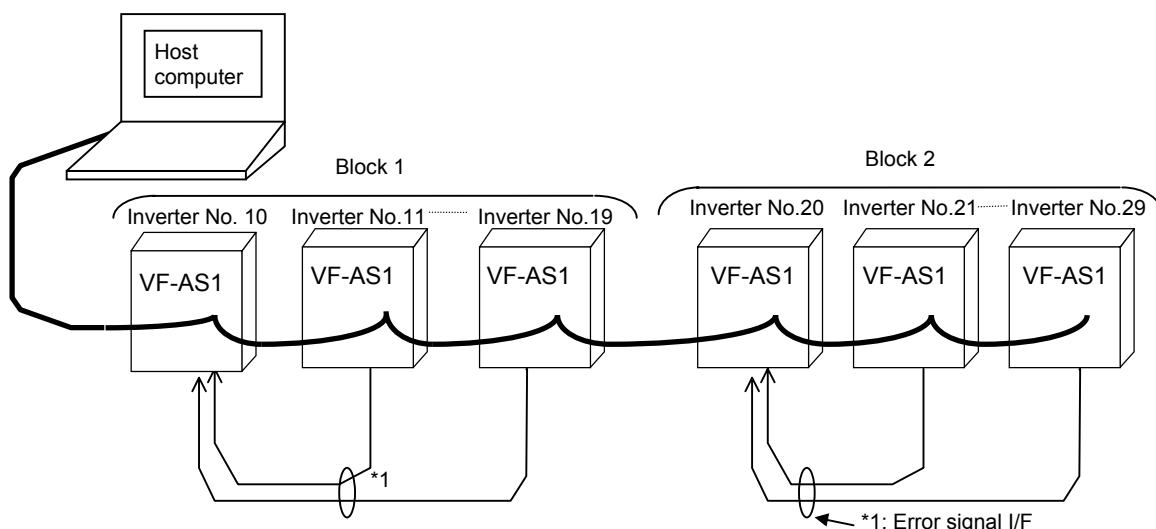 Host
computer
Block 1
Block 2
Inverter No. 10
Inverter No.11
Inverter No.19
Inverter No.20
Inverter No.21
Inverter No.29
VF-AS1
VF-AS1
VF-AS1
VF-AS1
VF-AS1
VF-AS1
*1
*1: Error signal I/F